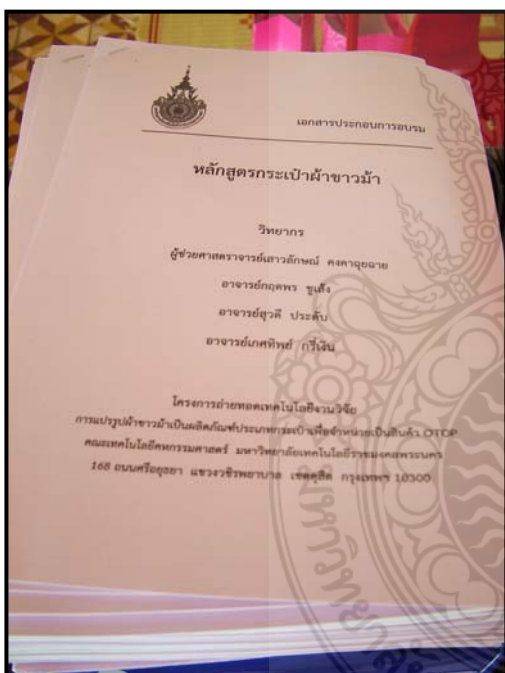 เอกสารประกอบการอบรม
หลักสูตรกระเป๋าผ้าขาวม้า
วิทยากร
ผู้ช่วยศาสตราจารย์เสาวลักษณ์ คงคาฉุยฉาย
อาจารย์กฤตพร ชูเส้ง
อาจารย์สุวดี ประดับ
อาจารย์เกศทิพย์ กรี่เงิน
โครงการถ่ายทอดเทคโนโลยีงานวิจัย
การแปรรูปผ้าขาวม้าเป็นผลิตภัณฑ์ประเภทกระเป๋าเพื่อจำหน่ายเป็นสินค้า OTOP
คณะเทคโนโลยีคหกรรมศาสตร์ มหาวิทยาลัยเทคโนโลยีราชมงคลพระนคร
168 ถนนศรีอยุธยา แขวงวชิรพยาบาล เขตดุสิต กรุงเทพฯ 10300